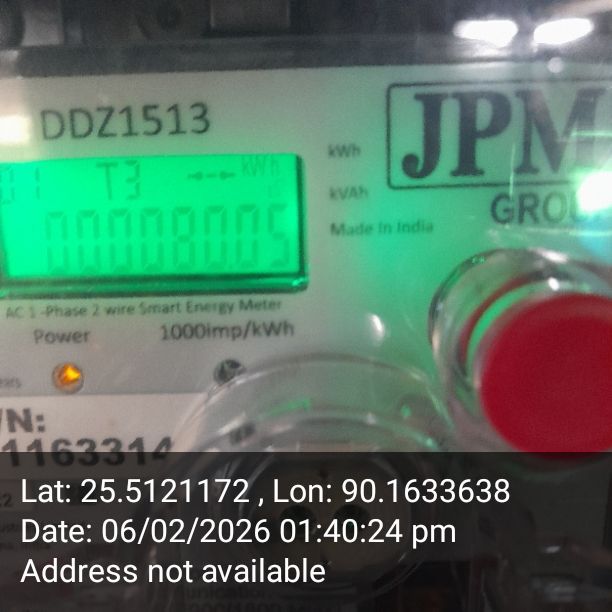 DDZ1513
JPM
kWh
kVAh
GROU
Made In India
01 T3 kWh
00008005
AC 1 -Phase 2 wire Smart Energy Meter
Power 1000imp/kWh
/N:
1163314
Lat: 25.5121172 , Lon: 90.1633638
Date: 06/02/2026 01:40:24 pm
Address not available